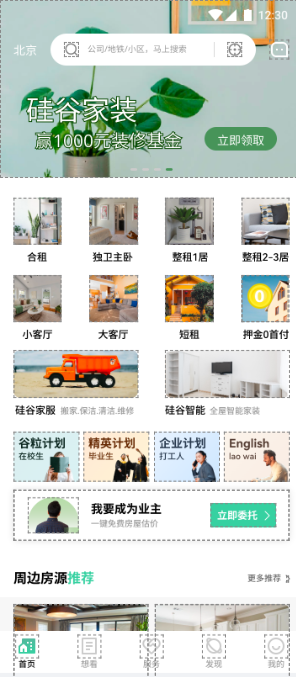 12:30
北京
公司/地铁/小区，马上搜索
硅谷家装
赢1000元装修基金
立即领取
合租 独卫主卧 整租1居 整租2-3居
0
小客厅 大客厅 短租 押金0首付
硅谷家服 搬家.保洁.清洁.维修
硅谷智能 全屋智能家装
谷粒计划 精英计划 企业计划 English
在校生 毕业生 打工人 lao wai
我要成为业主
一键免费房屋估价
立即委托
周边房源推荐
更多推荐
首页 想看 服务 发现 我的